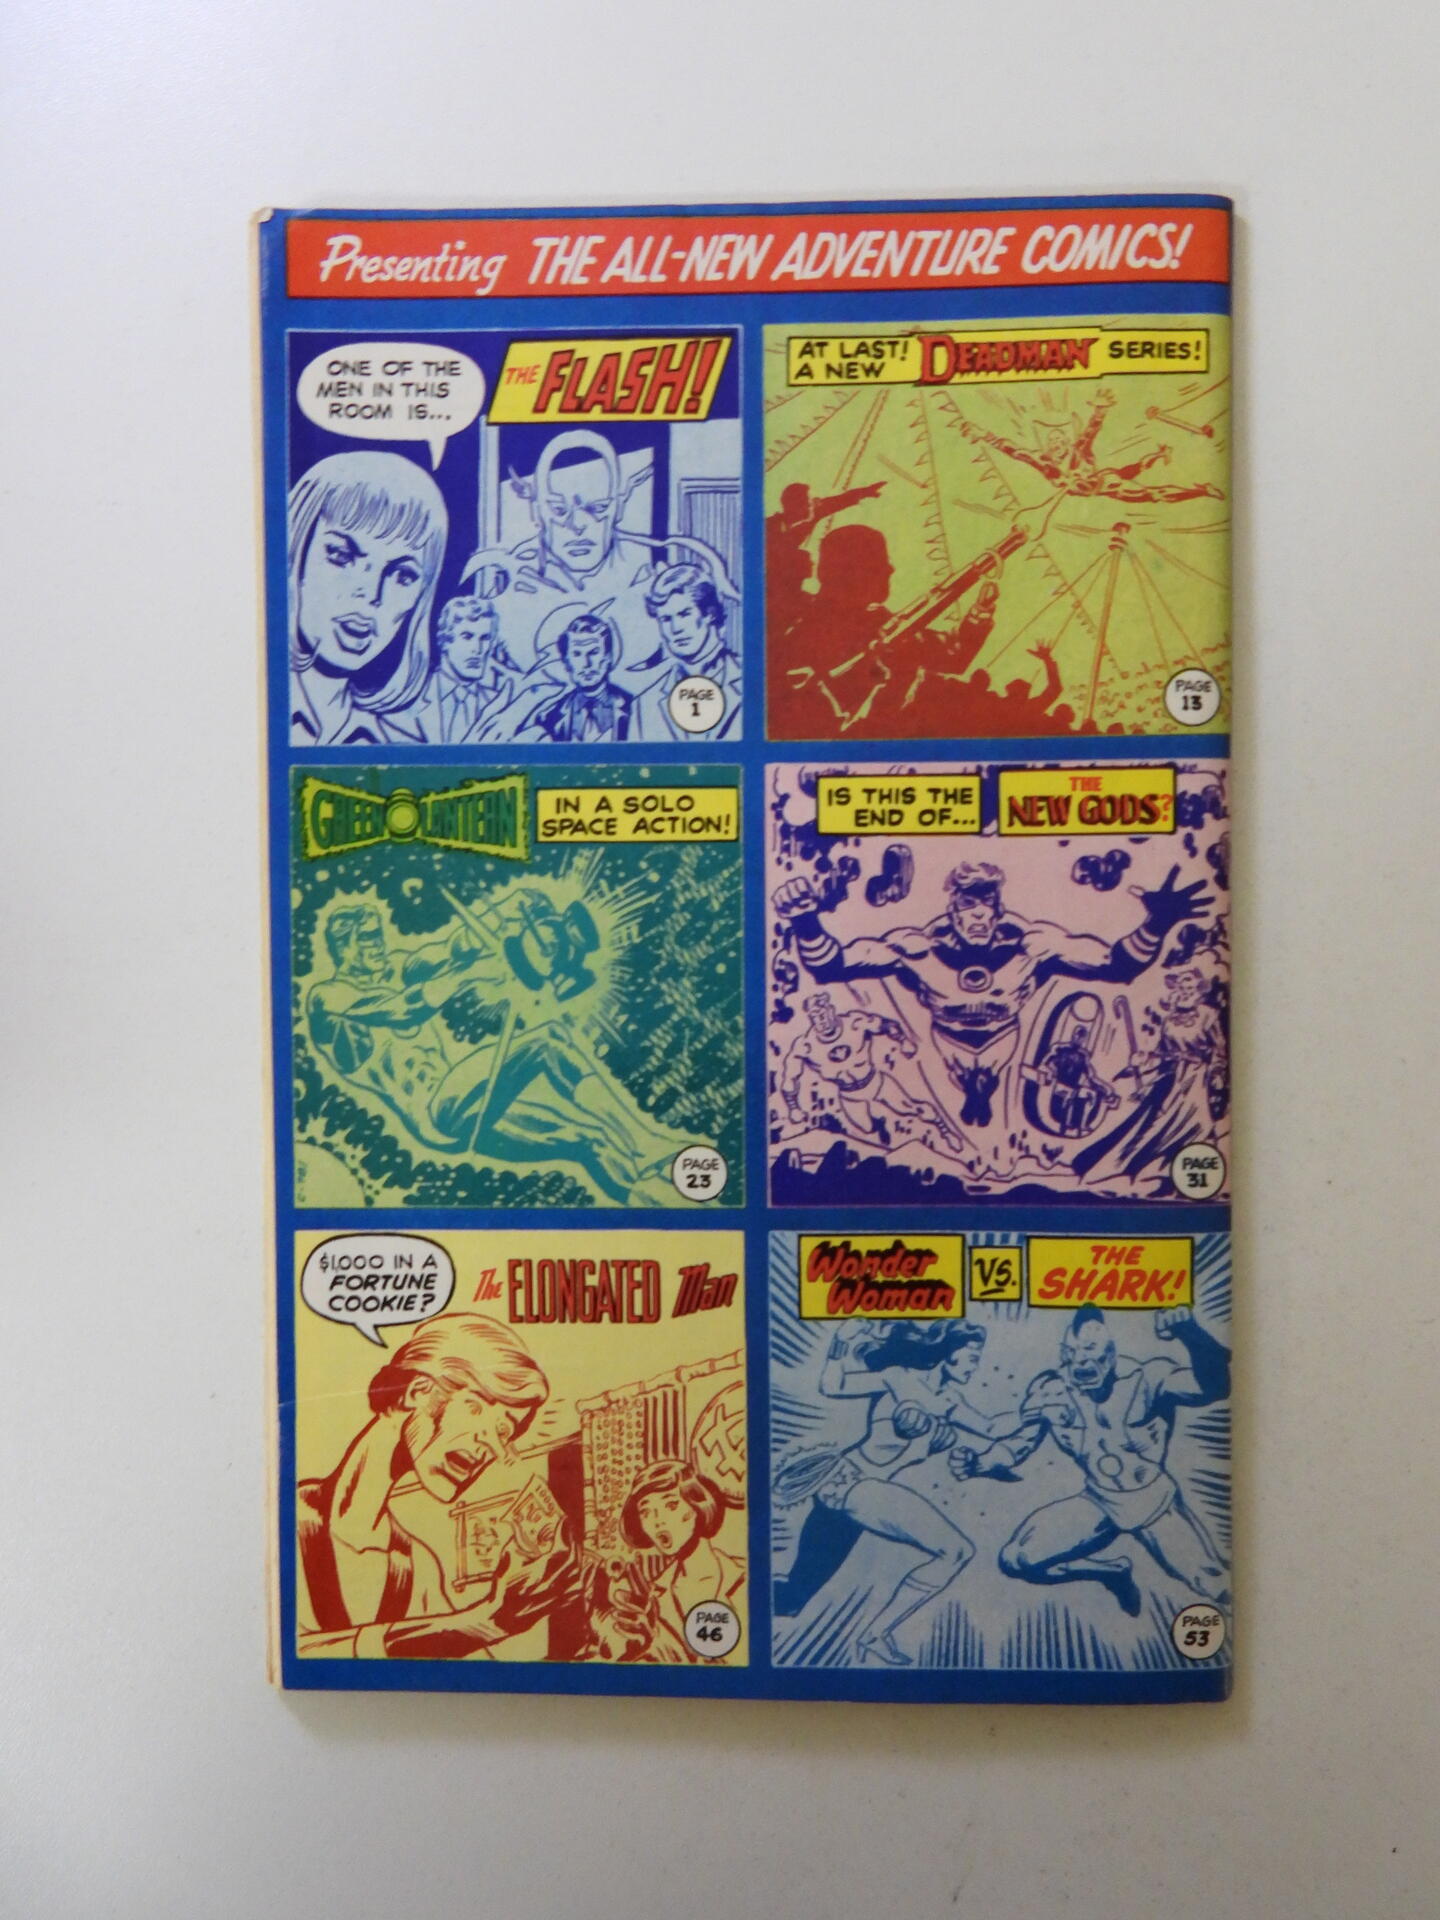 Presenting THE ALL-NEW ADVENTURE COMICS!
ONE OF THE
MEN IN THIS
ROOM IS...
THE FLASH!
PAGE
1
AT LAST!
A NEW
DEADMAN
SERIES!
PAGE
13
GREEN LANTERN
IN A SOLO
SPACE ACTION!
PAGE
23
IS THIS THE
END OF...
THE
NEW GODS?
PAGE
31
$1,000 IN A
FORTUNE
COOKIE?
The ELONGATED Man
1000
PAGE
46
Wonder
Woman
VS.
THE
SHARK!
PAGE
53